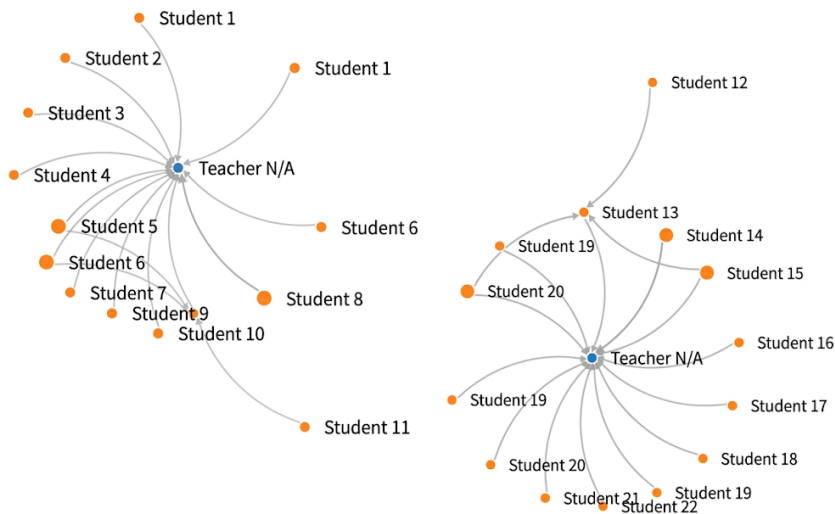 Student 1
Student 2
Student 1
Student 3
Teacher N/A
Student 4
Student 5
Student 6
Student 6
Student 7
Student 8
Student 9
Student 10
Student 11
Student 12
Student 13
Student 14
Student 19
Student 15
Student 20
Student 16
Teacher N/A
Student 19
Student 17
Student 18
Student 20
Student 19
Student 21
Student 22